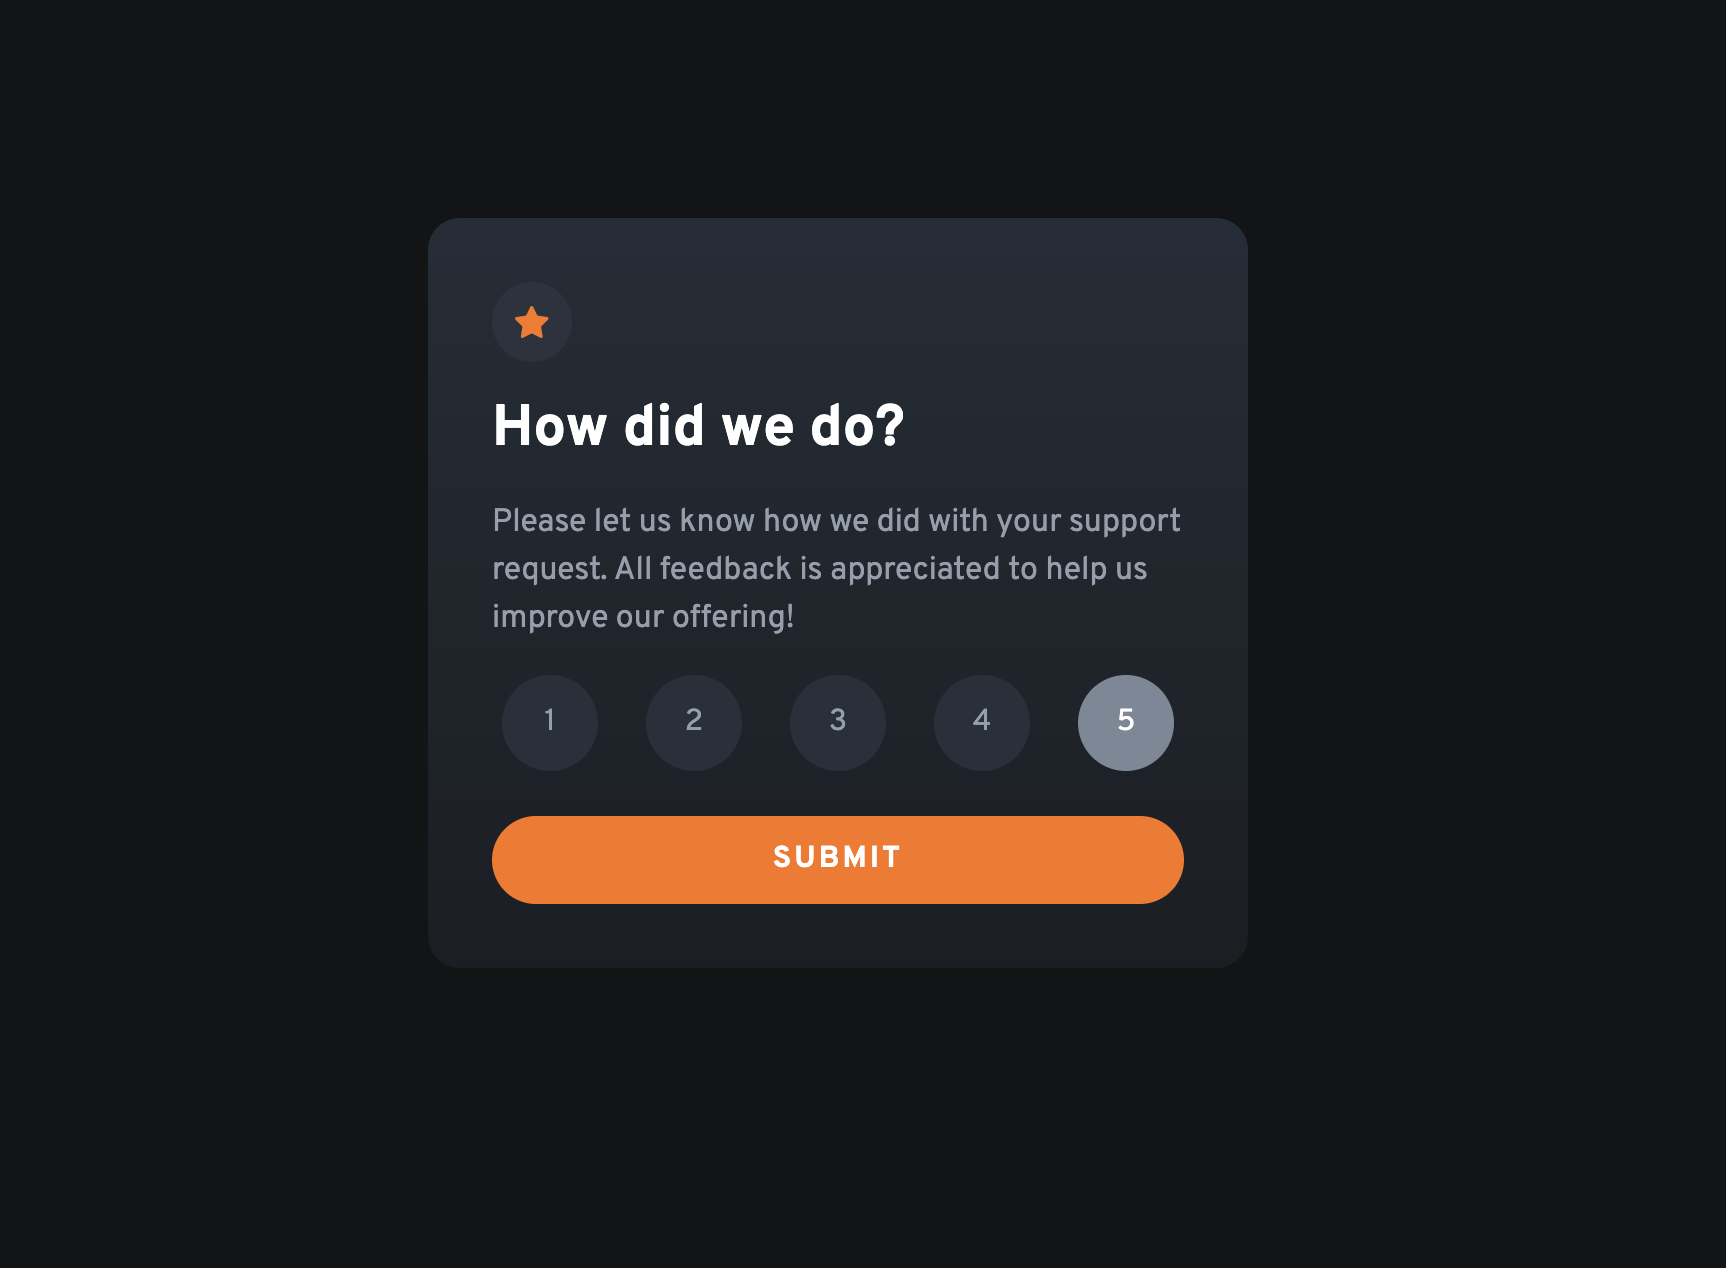 How did we do?
Please let us know how we did with your support
request. All feedback is appreciated to help us
improve our offering!
1 2 3 4 5
SUBMIT